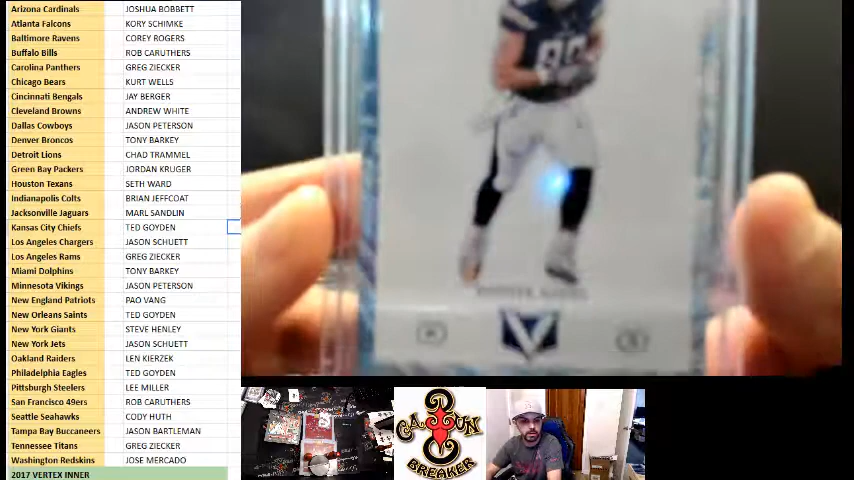 Arizona Cardinals JOSHUA BOBBETT
Atlanta Falcons KORY SCHIMKE
Baltimore Ravens COREY ROGERS
Buffalo Bills ROB CARUTHERS
Carolina Panthers GREG ZIECKER
Chicago Bears KURT WELLS
Cincinnati Bengals JAY BERGER
Cleveland Browns ANDREW WHITE
Dallas Cowboys JASON PETERSON
Denver Broncos TONY BARKEY
Detroit Lions CHAD TRAMMEL
Green Bay Packers JORDAN KRUGER
Houston Texans SETH WARD
Indianapolis Colts BRIAN JEFFCOAT
Jacksonville Jaguars MARL SANDLIN
Kansas City Chiefs TED GOYDEN
Los Angeles Chargers JASON SCHUETT
Los Angeles Rams GREG ZIECKER
Miami Dolphins TONY BARKEY
Minnesota Vikings JASON PETERSON
New England Patriots PAO VANG
New Orleans Saints TED GOYDEN
New York Giants STEVE HENLEY
New York Jets JASON SCHUETT
Oakland Raiders LEN KIERZEK
Philadelphia Eagles TED GOYDEN
Pittsburgh Steelers LEE MILLER
San Francisco 49ers ROB CARUTHERS
Seattle Seahawks CODY HUTH
Tampa Bay Buccaneers JASON BARTLEMAN
Tennessee Titans GREG ZIECKER
Washington Redskins JOSE MERCADO
2017 VERTEX INNER
CAJUN
BREAKER